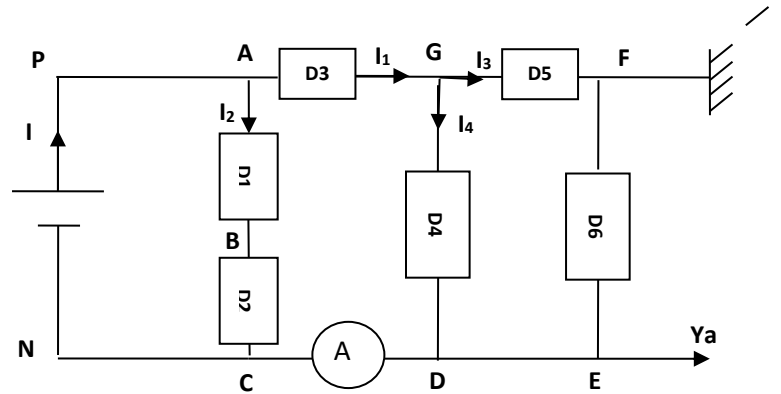 P A D3 I₁ G I₃ D5 F
I I₂ I₄
D1 D4 D6
B
D2
N A Ya
C D E